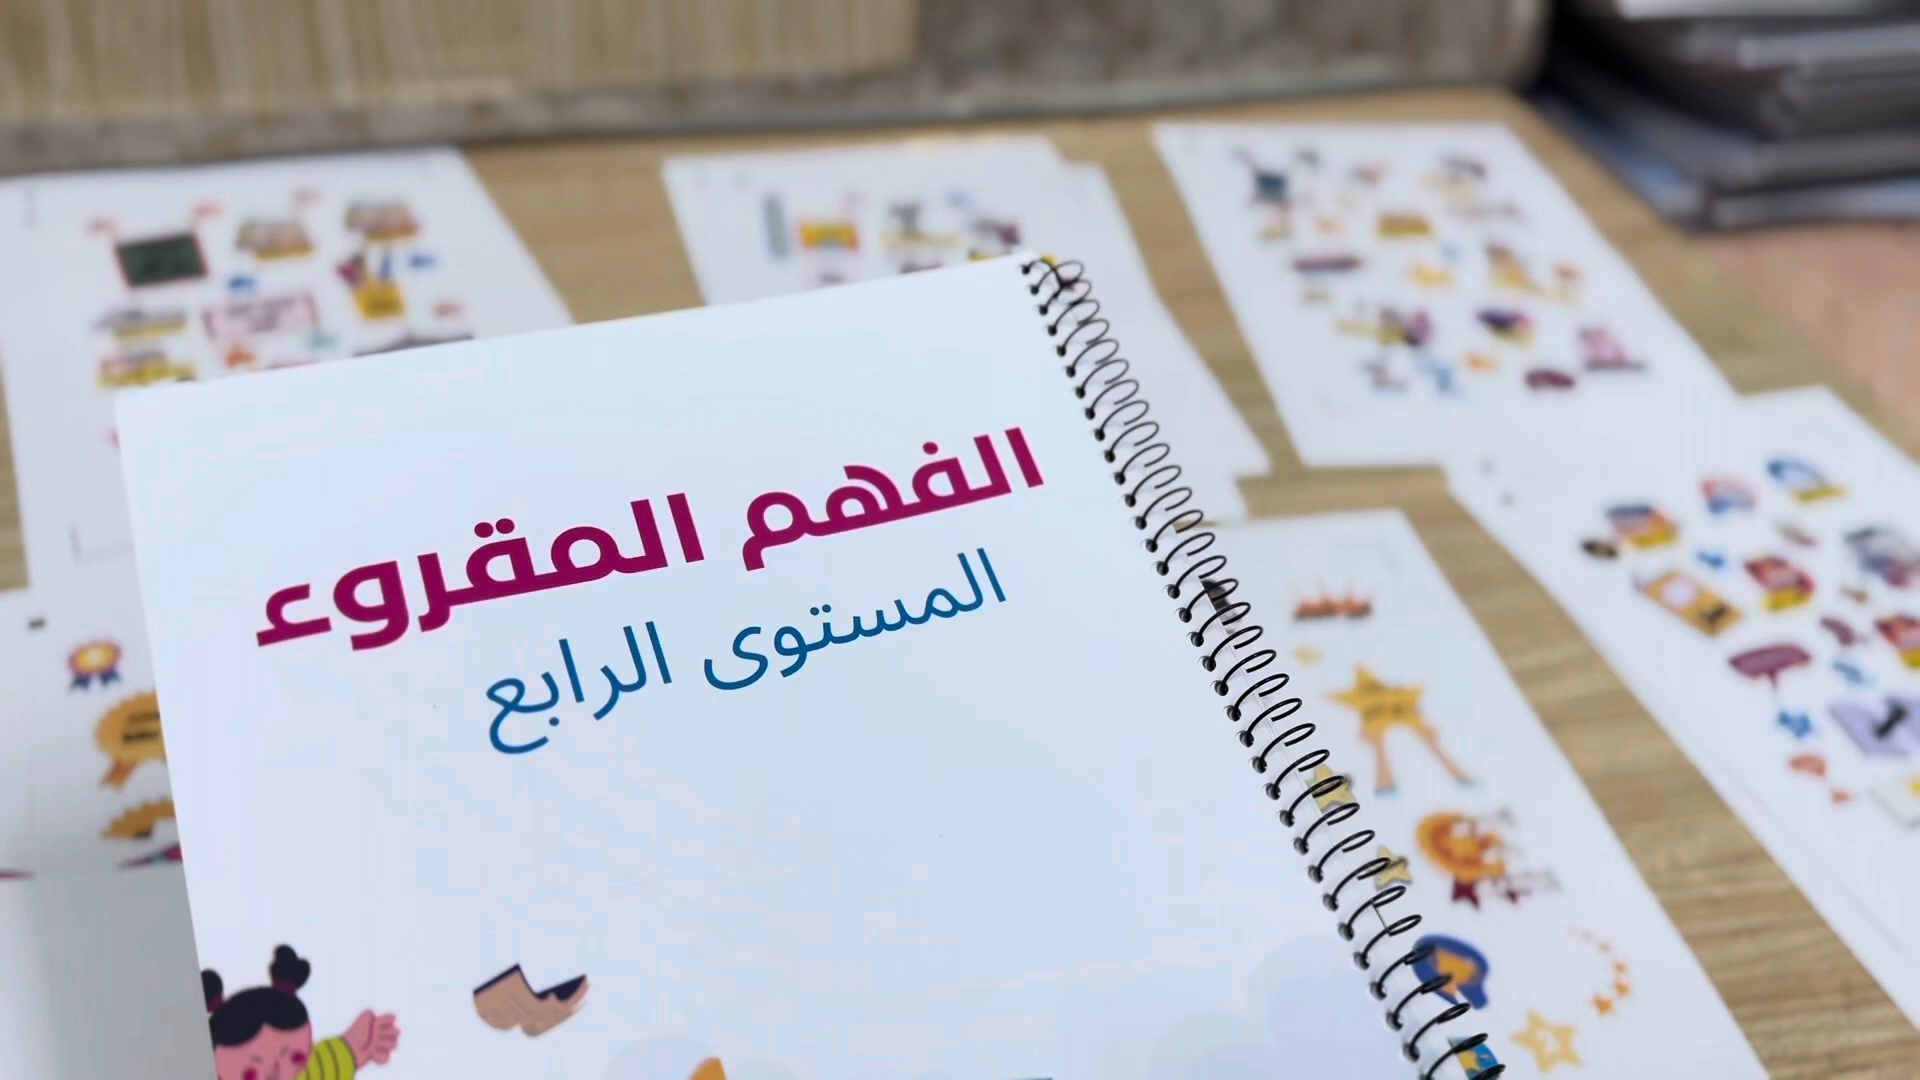 الفهم المقروء
المستوى الرابع